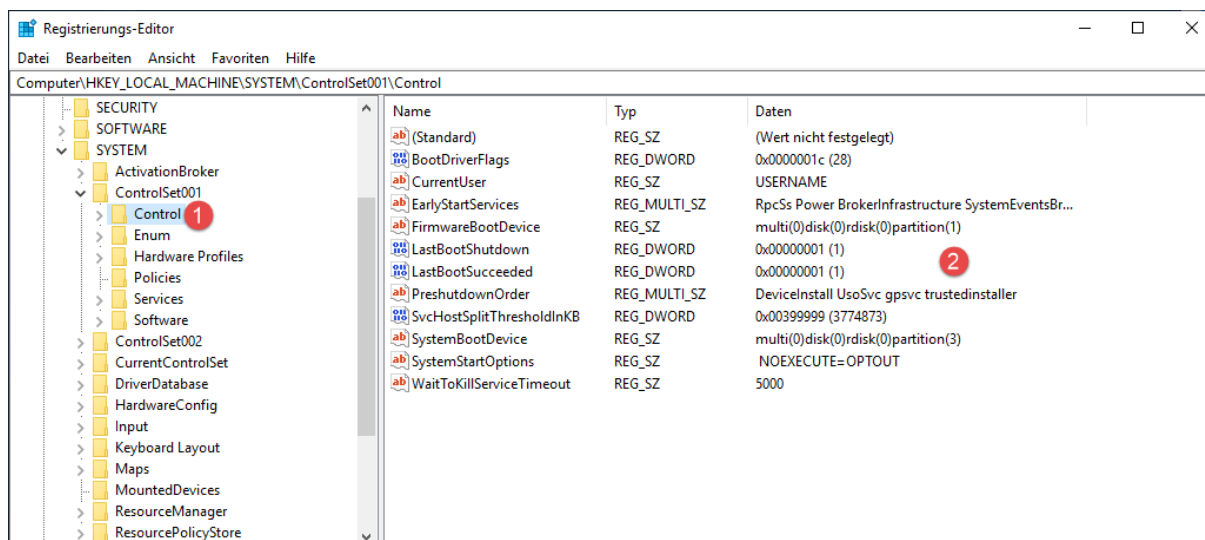 Registrierungs-Editor
Datei Bearbeiten Ansicht Favoriten Hilfe
Computer\HKEY_LOCAL_MACHINE\SYSTEM\ControlSet001\Control
SECURITY
SOFTWARE
SYSTEM
ActivationBroker
ControlSet001
Control 1
Enum
Hardware Profiles
Policies
Services
Software
ControlSet002
CurrentControlSet
DriverDatabase
HardwareConfig
Input
Keyboard Layout
Maps
MountedDevices
ResourceManager
ResourcePolicyStore
Name Typ Daten
(Standard) REG_SZ (Wert nicht festgelegt)
BootDriverFlags REG_DWORD 0x0000001c (28)
CurrentUser REG_SZ USERNAME
EarlyStartServices REG_MULTI_SZ RpcSs Power BrokerInfrastructure SystemEventsBr...
FirmwareBootDevice REG_SZ multi(0)disk(0)rdisk(0)partition(1)
LastBootShutdown REG_DWORD 0x00000001 (1)
2
LastBootSucceeded REG_DWORD 0x00000001 (1)
PreshutdownOrder REG_MULTI_SZ DeviceInstall UsoSvc gpsvc trustedinstaller
SvcHostSplitThresholdInKB REG_DWORD 0x00399999 (3774873)
SystemBootDevice REG_SZ multi(0)disk(0)rdisk(0)partition(3)
SystemStartOptions REG_SZ NOEXECUTE=OPTOUT
WaitToKillServiceTimeout REG_SZ 5000